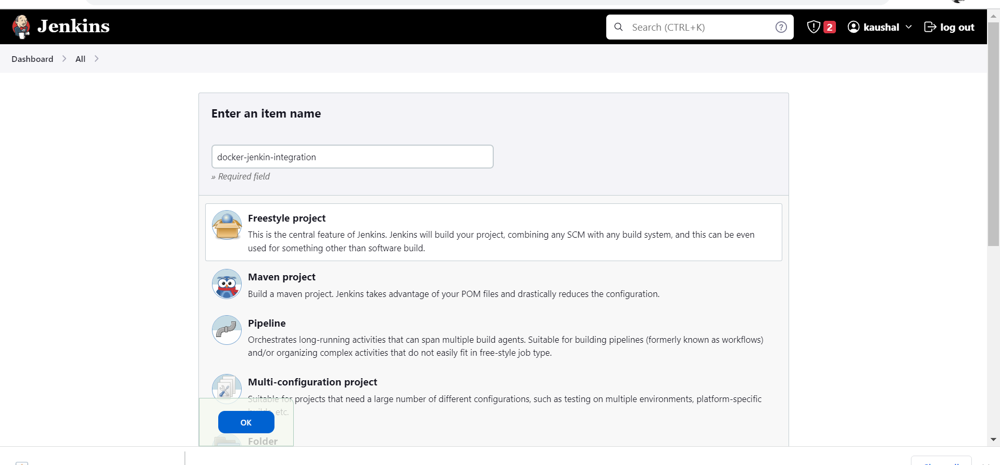 Jenkins
Search (CTRL+K)
2
kaushal
log out
Dashboard
All
Enter an item name
docker-jenkin-integration
» Required field
Freestyle project
This is the central feature of Jenkins. Jenkins will build your project, combining any SCM with any build system, and this can be even
used for something other than software build.
Maven project
Build a maven project. Jenkins takes advantage of your POM files and drastically reduces the configuration.
Pipeline
Orchestrates long-running activities that can span multiple build agents. Suitable for building pipelines (formerly known as workflows)
and/or organizing complex activities that do not easily fit in free-style job type.
Multi-configuration project
Suitable for projects that need a large number of different configurations, such as testing on multiple environments, platform-specific
builds, etc.
OK
Folder